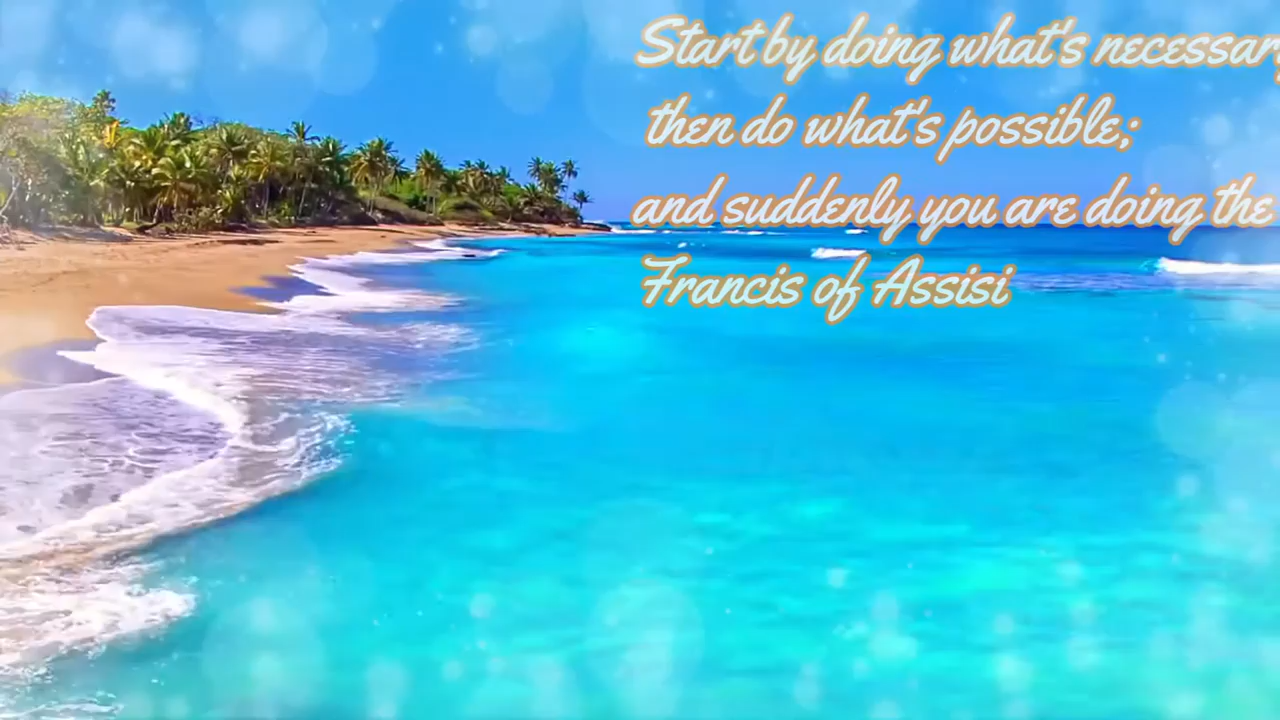 Start by doing what's necessar
then do what's possible;
and suddenly you are doing the
Francis of Assisi